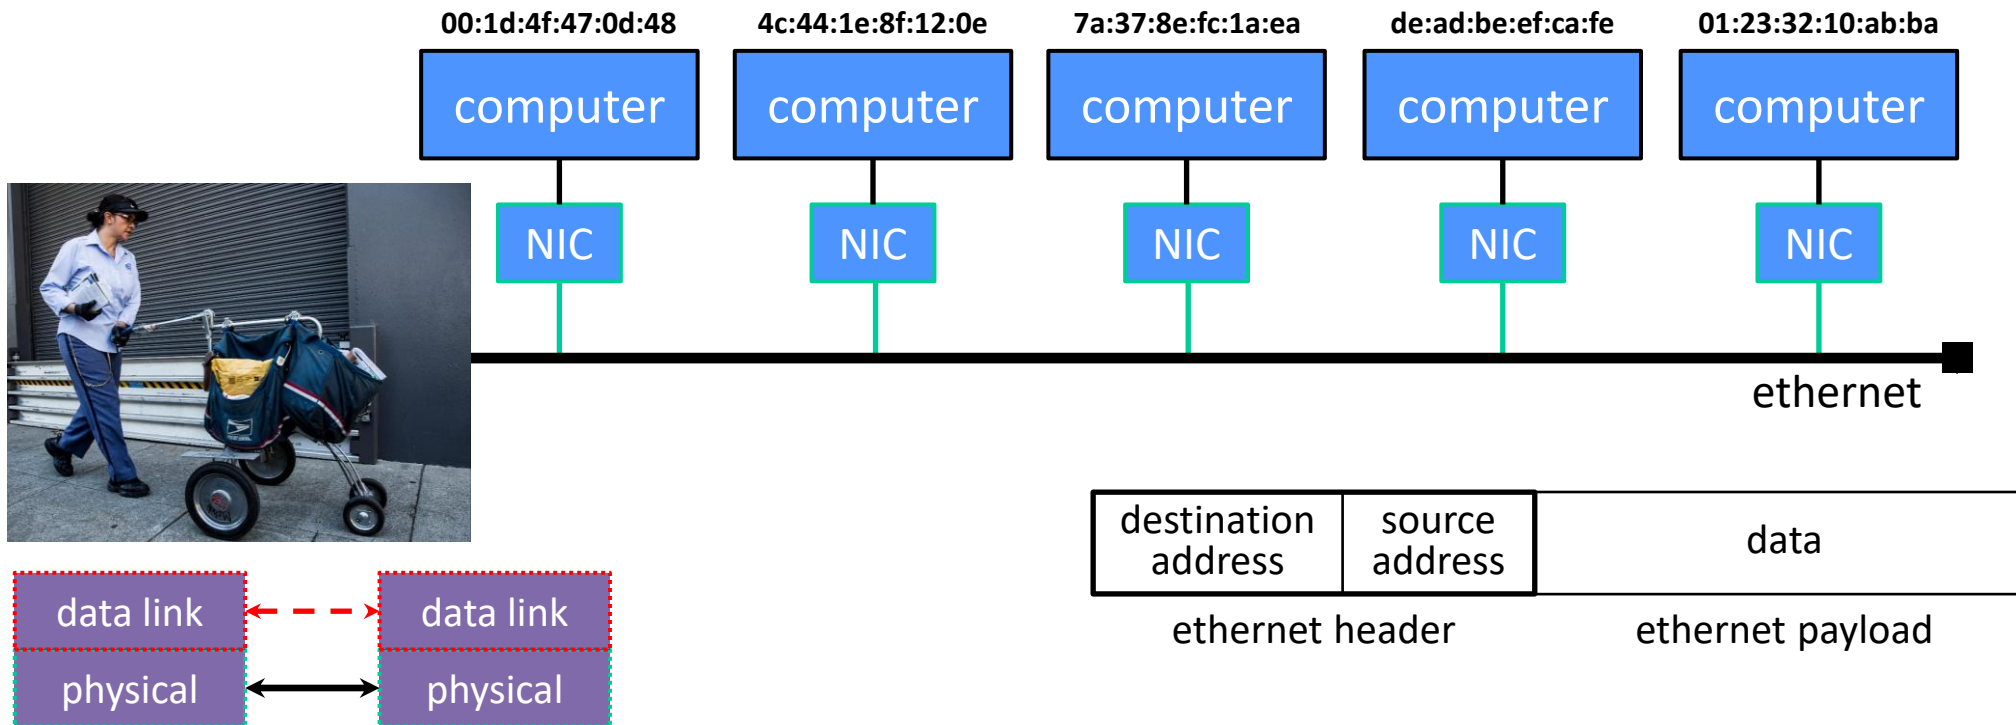 00:1d:4f:47:0d:48
4c:44:1e:8f:12:0e
7a:37:8e:fc:1a:ea
de:ad:be:ef:ca:fe
01:23:32:10:ab:ba
computer
computer
computer
computer
computer
NIC
NIC
NIC
NIC
NIC
ethernet
destination
address
source
address
data
ethernet header
ethernet payload
data link
data link
physical
physical